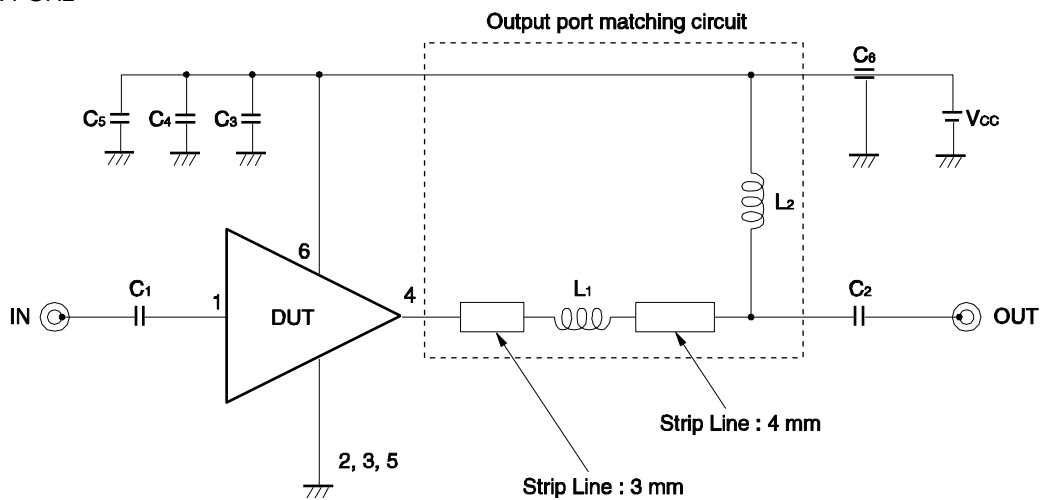 Output port matching circuit
C6
C5
C4
C3
VCC
L2
6
C1
1
4
L1
C2
IN
DUT
OUT
Strip Line : 4 mm
2, 3, 5
Strip Line : 3 mm